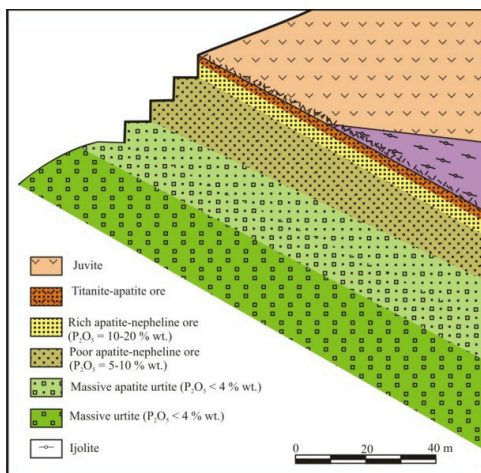 Juvite
Titanite-apatite ore
Rich apatite-nepheline ore
(P₂O₅ = 10-20 % wt.)
Poor apatite-nepheline ore
(P₂O₅ = 5-10 % wt.)
Massive apatite urtite (P₂O₅ < 4 % wt.)
Massive urtite (P₂O₅ < 4 % wt.)
Ijolite
0 20 40 m